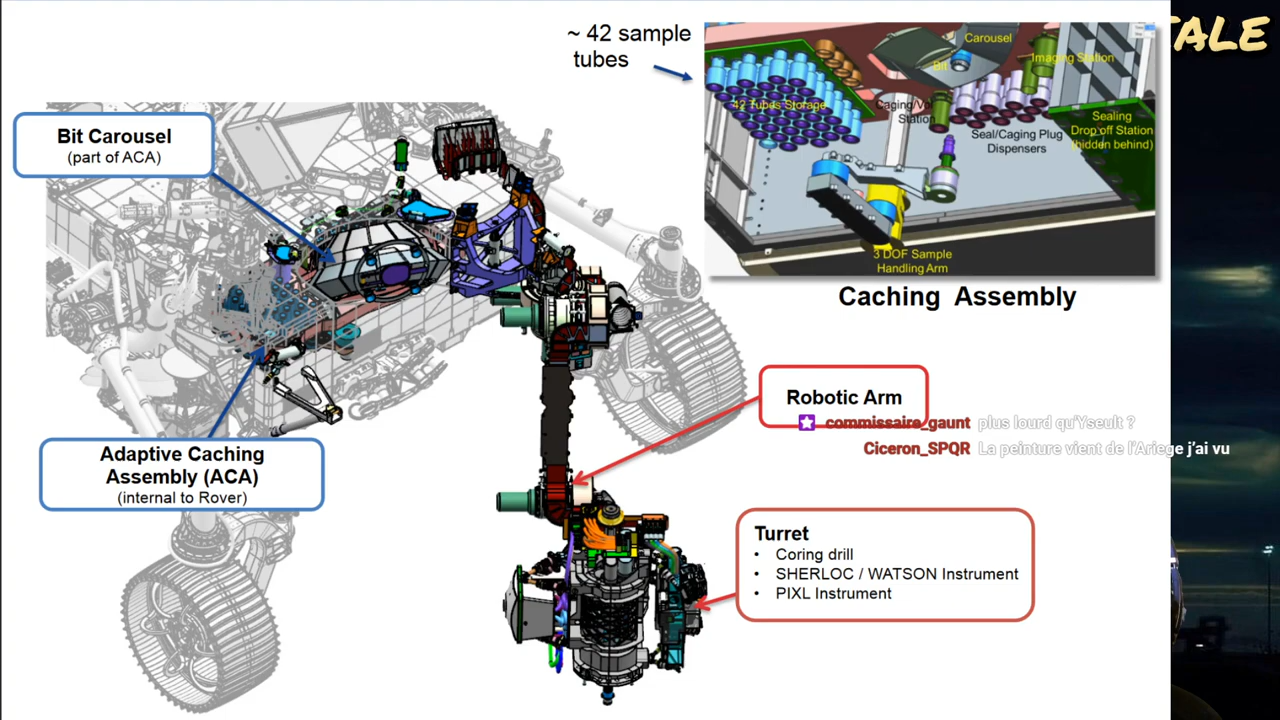 ~ 42 sample
tubes
TALE
Carousel
Bit
Imaging Station
42 Tubes Storage
Station
Seal/Caging Plug
Dispensers
Sealing
Drop off Station
(hidden behind)
3 DOF Sample
Handling Arm
Caching Assembly
Bit Carousel
(part of ACA)
Adaptive Caching
Assembly (ACA)
(internal to Rover)
Robotic Arm
commissaire_gaunt plus lourd qu'Yseult ?
Ciceron_SPQR La peinture vient de l'Ariege j'ai vu
Turret
• Coring drill
• SHERLOC / WATSON Instrument
• PIXL Instrument